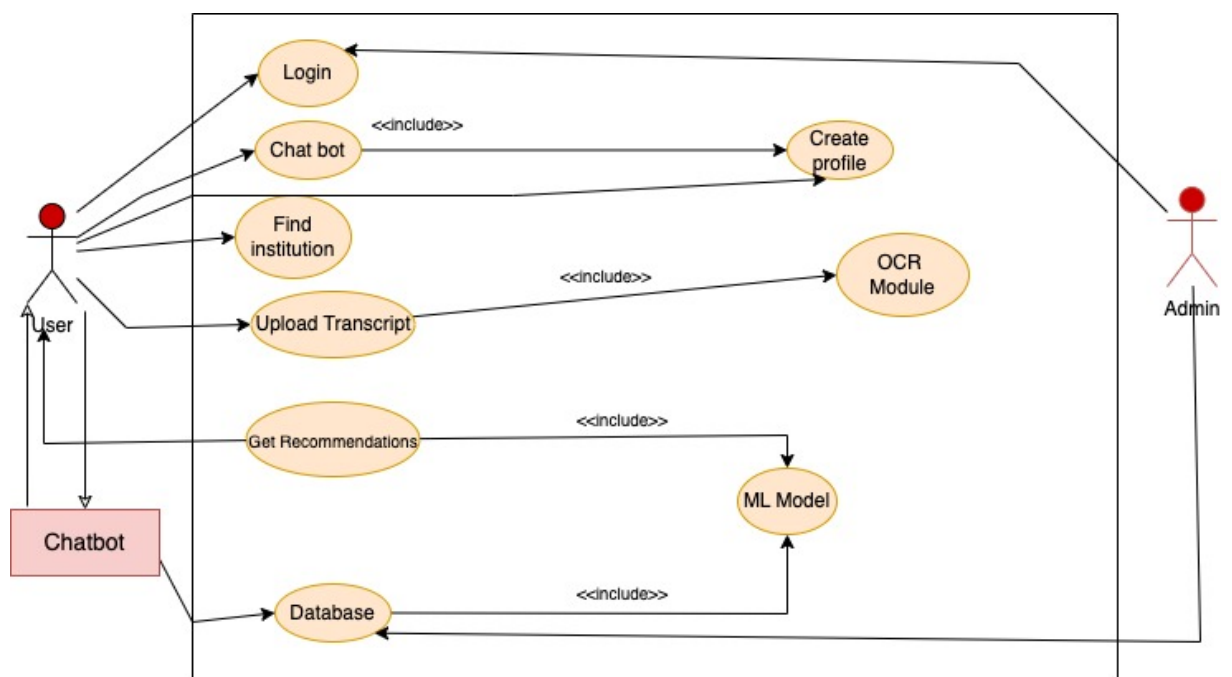 Login
<<include>>
Chat bot
Create
profile
Find
institution
<<include>>
OCR
Module
User
Upload Transcript
Admin
<<include>>
Get Recommendations
ML Model
Chatbot
<<include>>
Database